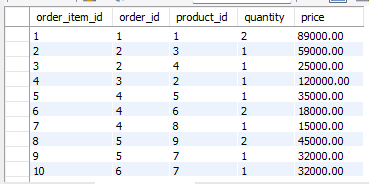 order_item_id order_id product_id quantity price
1 1 1 2 89000.00
2 2 3 1 59000.00
3 2 4 1 25000.00
4 3 2 1 120000.00
5 4 5 1 35000.00
6 4 6 2 18000.00
7 4 8 1 15000.00
8 5 9 2 45000.00
9 5 7 1 32000.00
10 6 7 1 32000.00